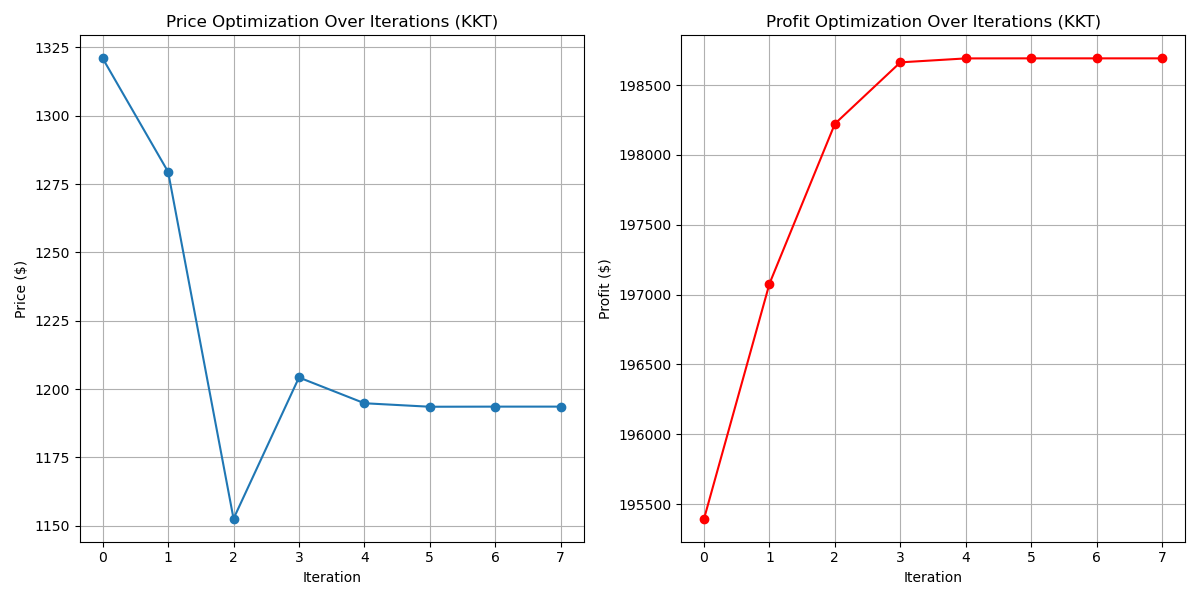 Price Optimization Over Iterations (KKT)
Price ($)
1325
1300
1275
1250
1225
1200
1175
1150
0 1 2 3 4 5 6 7
Iteration
Profit Optimization Over Iterations (KKT)
Profit ($)
198500
198000
197500
197000
196500
196000
195500
0 1 2 3 4 5 6 7
Iteration